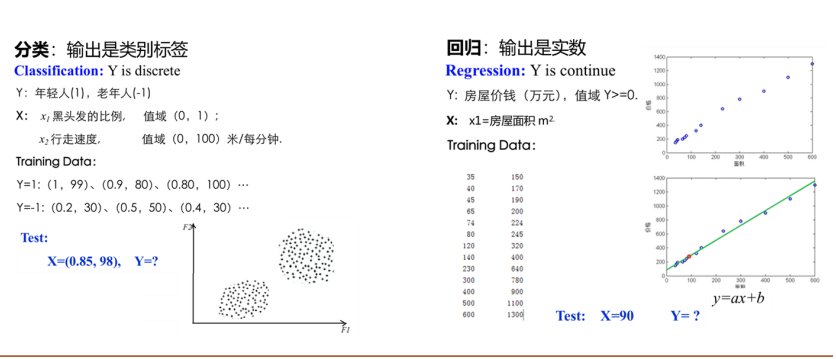 分类：输出是类别标签
Classification: Y is discrete
Y：年轻人(1)，老年人(-1)
X： x1 黑头发的比例， 值域（0，1）；
x2 行走速度， 值域（0，100）米/每分钟.
Training Data：
Y=1:（1，99）、（0.9，80）、（0.80，100）…
Y=-1:（0.2，30）、（0.5，50）、（0.4，30）…
Test:
X=(0.85, 98), Y=?
F2
F1
回归：输出是实数
Regression: Y is continue
Y：房屋价钱（万元），值域 Y>=0.
X： x1=房屋面积 m².
Training Data：
35 150
40 170
45 190
65 200
74 224
80 245
120 320
140 400
230 640
300 780
400 900
500 1100
600 1300
Test: X=90 Y= ?
1400
1200
1000
800
600
400
200
0
价格
0 100 200 300 400 500 600
面积
1400
1200
1000
800
600
400
200
0
价格
0 100 200 300 400 500 600
y=ax+b